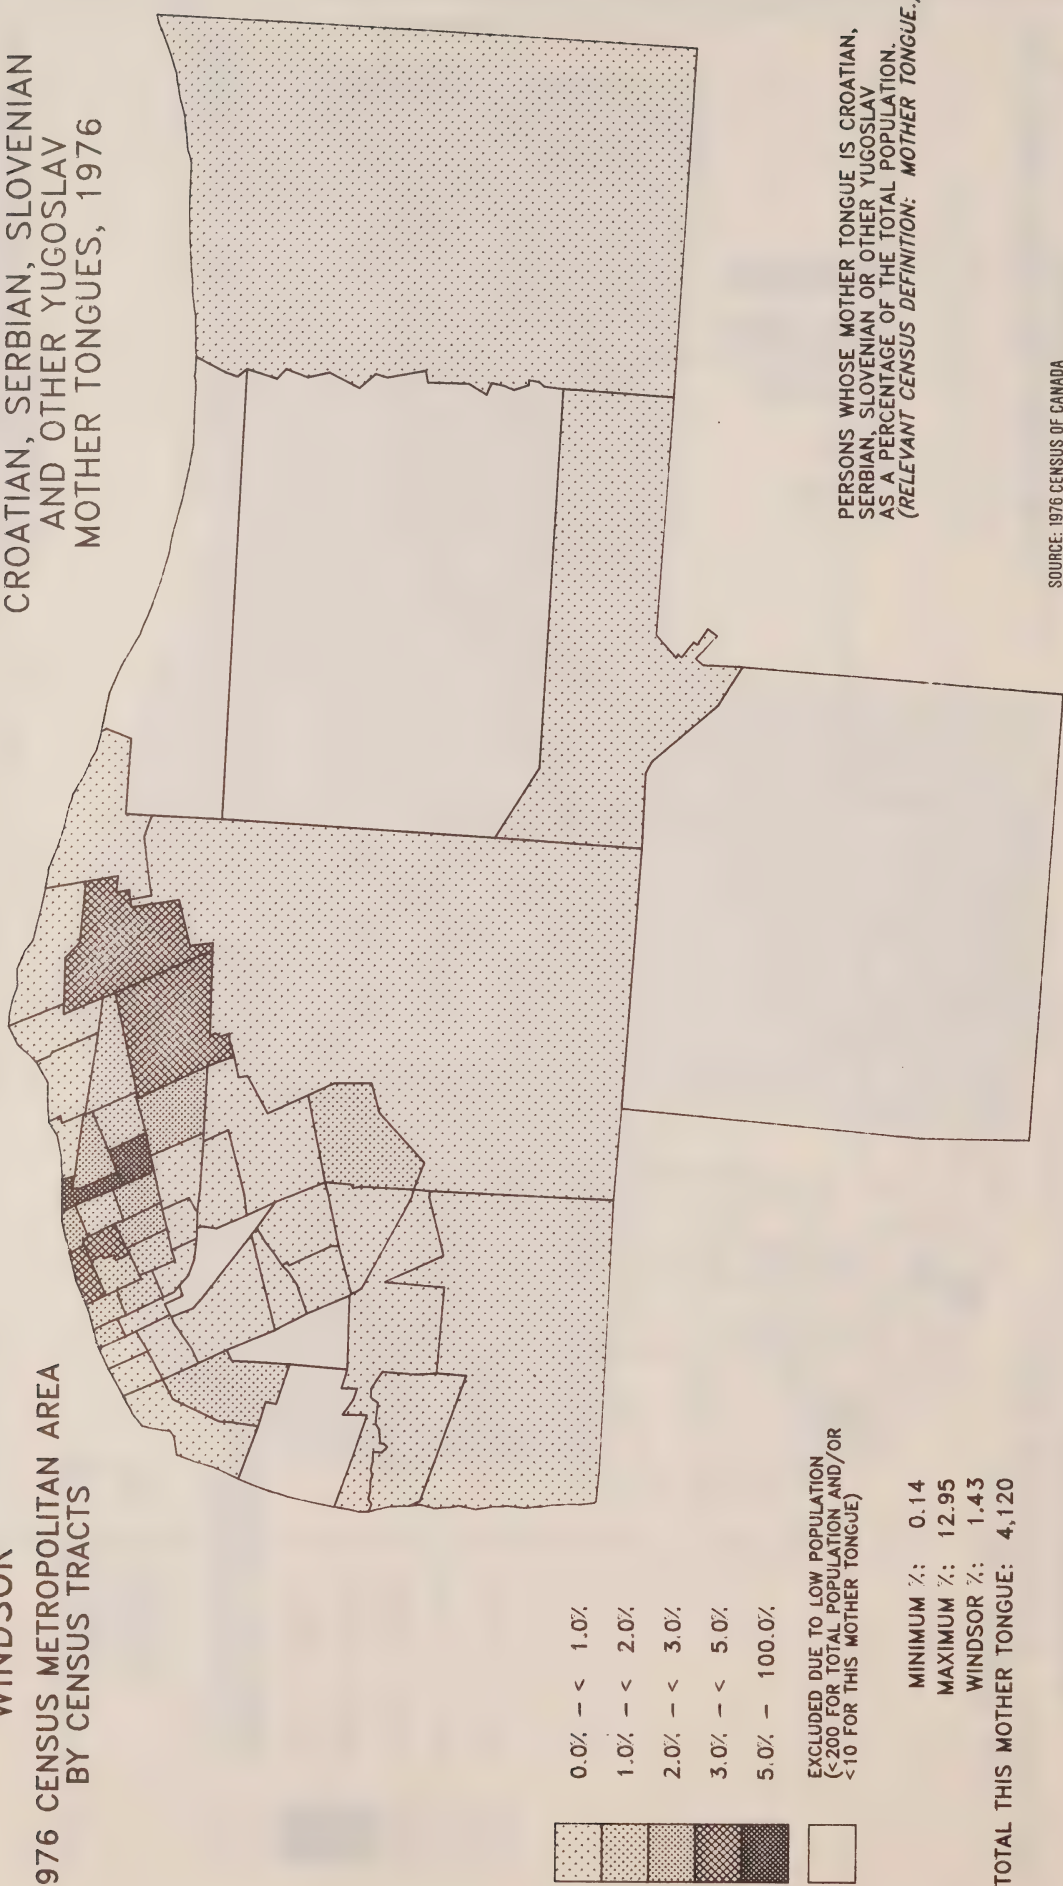 WINDSOR
976 CENSUS METROPOLITAN AREA
BY CENSUS TRACTS
CROATIAN, SERBIAN, SLOVENIAN
AND OTHER YUGOSLAV
MOTHER TONGUES, 1976
0.0% - < 1.0%
1.0% - < 2.0%
2.0% - < 3.0%
3.0% - < 5.0%
5.0% - 100.0%
EXCLUDED DUE TO LOW POPULATION
(<200 FOR TOTAL POPULATION AND/OR
<10 FOR THIS MOTHER TONGUE)
MINIMUM %: 0.14
MAXIMUM %: 12.95
WINDSOR %: 1.43
TOTAL THIS MOTHER TONGUE: 4,120
PERSONS WHOSE MOTHER TONGUE IS CROATIAN,
SERBIAN, SLOVENIAN OR OTHER YUGOSLAV
AS A PERCENTAGE OF THE TOTAL POPULATION.
(RELEVANT CENSUS DEFINITION: MOTHER TONGUE.)
SOURCE: 1976 CENSUS OF CANADA